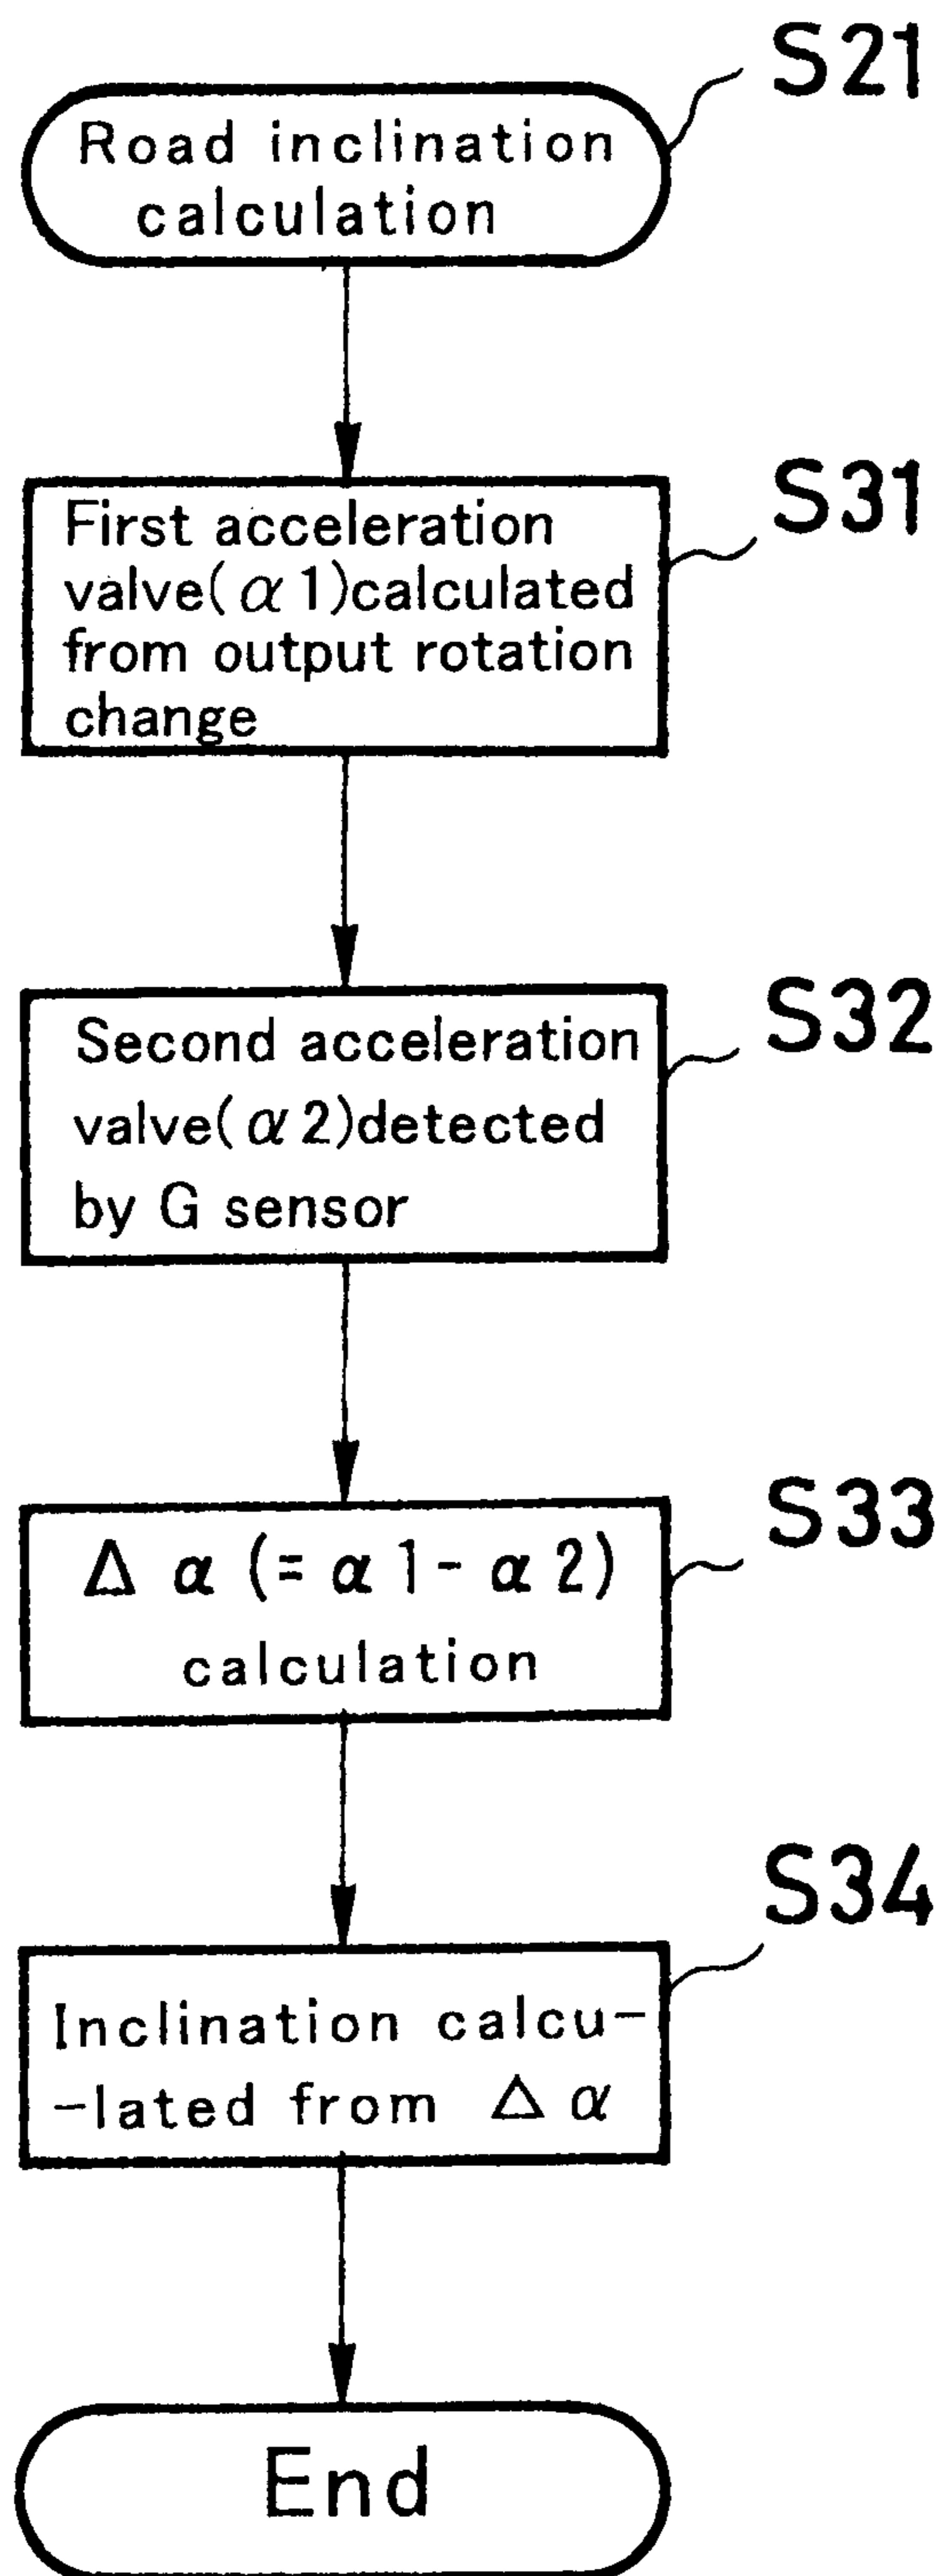 S21
Road inclination
calculation
S31
First acceleration
valve(α1)calculated
from output rotation
change
S32
Second acceleration
valve(α2)detected
by G sensor
S33
Δ α (= α 1 - α 2)
calculation
S34
Inclination calcu-
-lated from Δ α
End